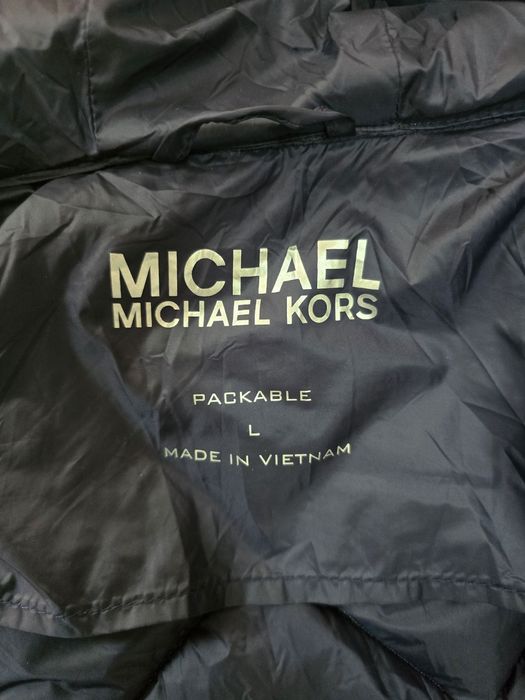 MICHAEL
MICHAEL KORS
PACKABLE
L
MADE IN VIETNAM